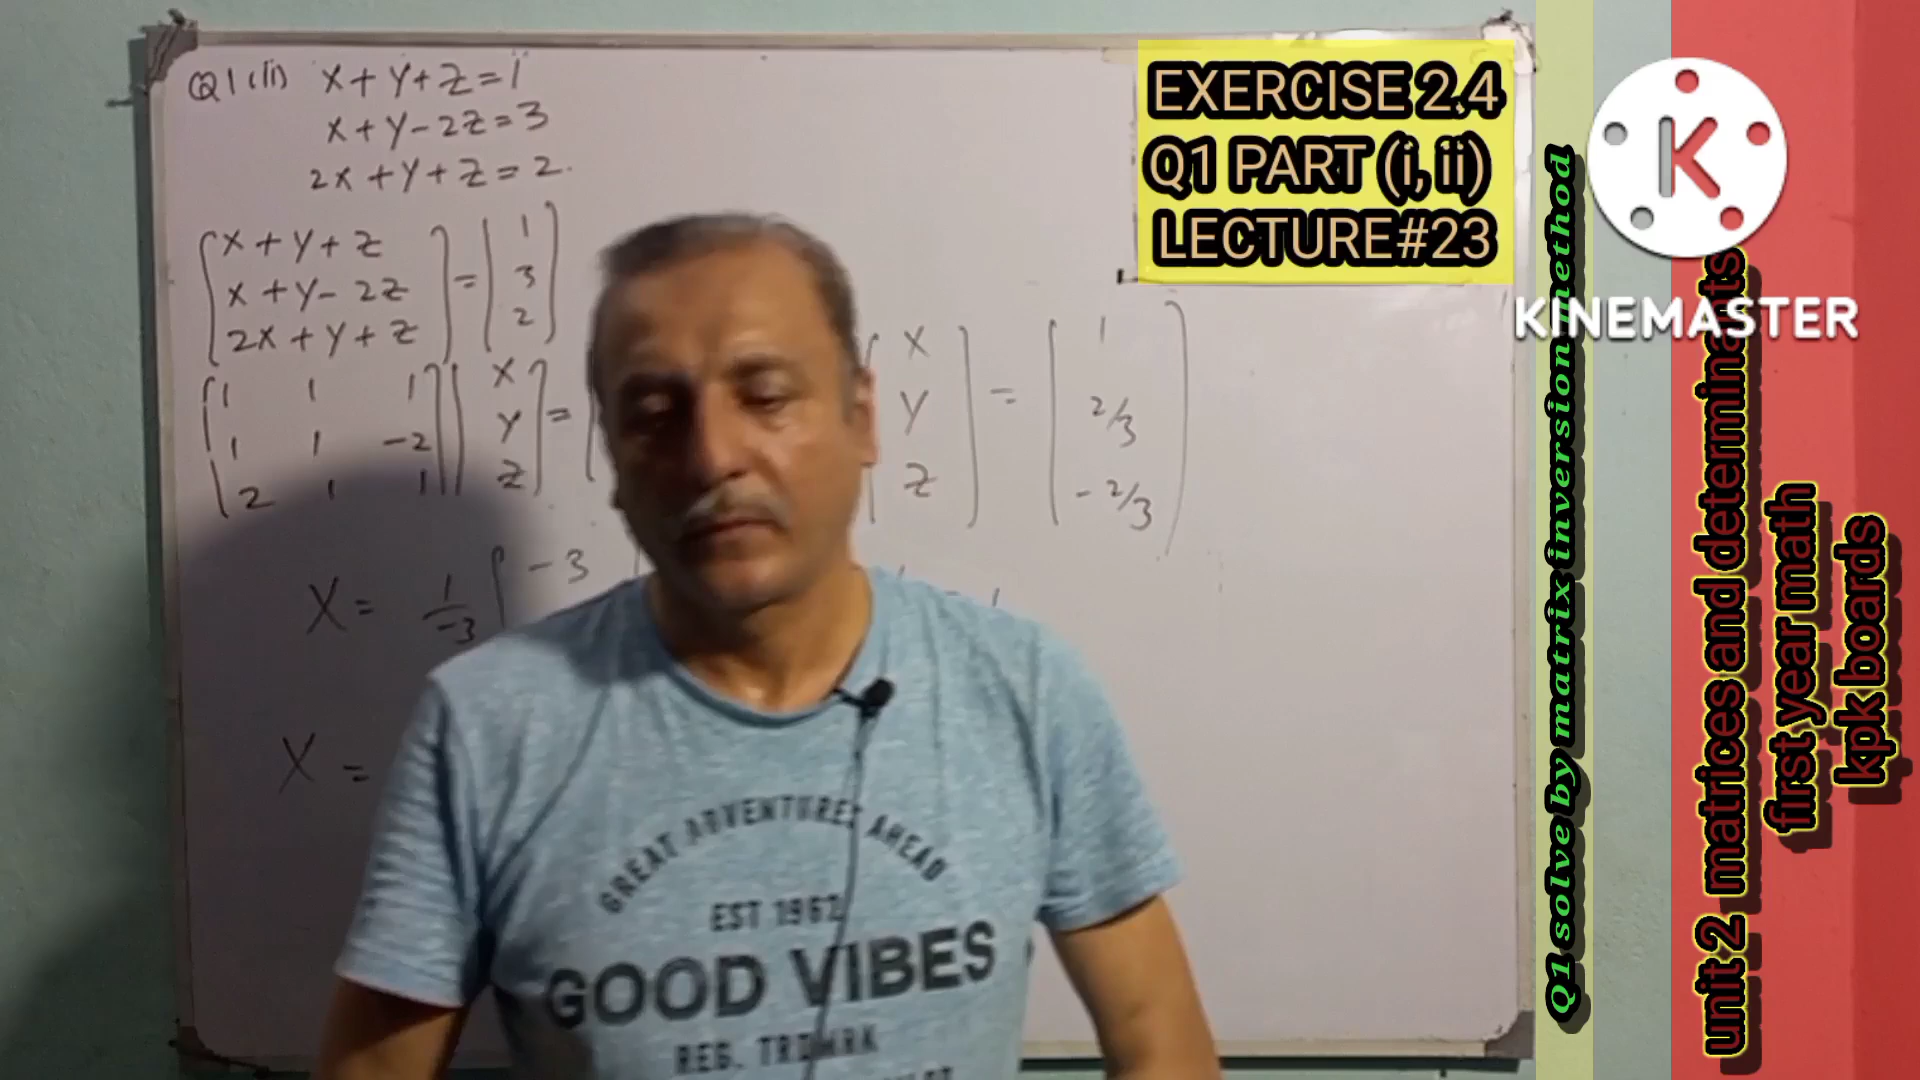 Q1(ii) x + y + z = 1
x + y - 2z = 3
2x + y + z = 2.
x + y + z
x + y - 2z
2x + y + z
=
1
3
2
1 1 1
1 1 -2
2 1 1
x
y
z
=
x
y
z
=
1
2/3
-2/3
X = 1/-3
-3
X =
EXERCISE 2.4
Q1 PART (i, ii)
LECTURE#23
KINEMASTER
Q1 solve by matrix inversion method
unit 2 matrices and determinants
first year math
kpk boards
GREAT ADVENTURES AHEAD
EST 1962
GOOD VIBES
REG. TRDMRK